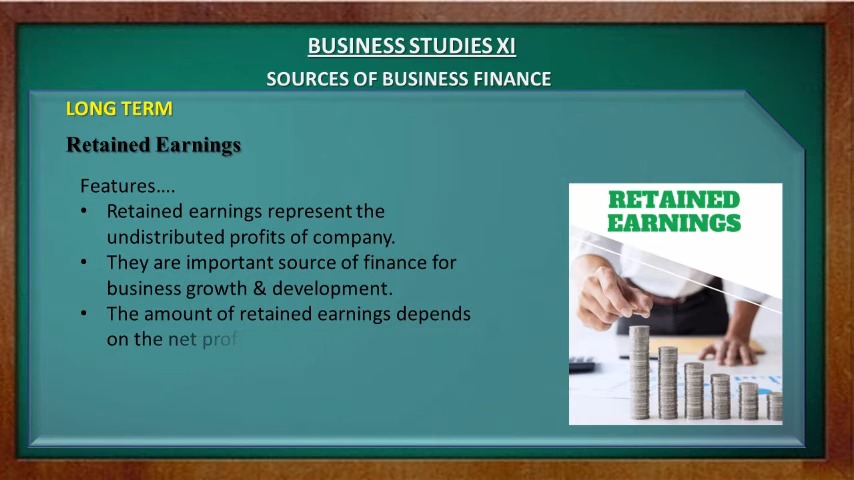 BUSINESS STUDIES XI
SOURCES OF BUSINESS FINANCE
LONG TERM
Retained Earnings
Features....
• Retained earnings represent the
undistributed profits of company.
• They are important source of finance for
business growth & development.
• The amount of retained earnings depends
on the net prof
RETAINED
EARNINGS